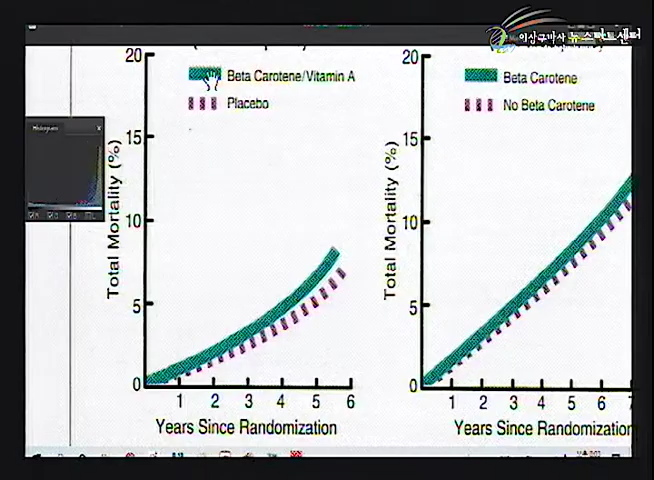 이상구박사 뉴스타트센터
20
Beta Carotene/Vitamin A
Placebo
15
10
5
0
Total Mortality (%)
1 2 3 4 5 6
Years Since Randomization
20
Beta Carotene
No Beta Carotene
15
10
5
0
Total Mortality (%)
1 2 3 4 5 6 7
Years Since Randomization
Histogram